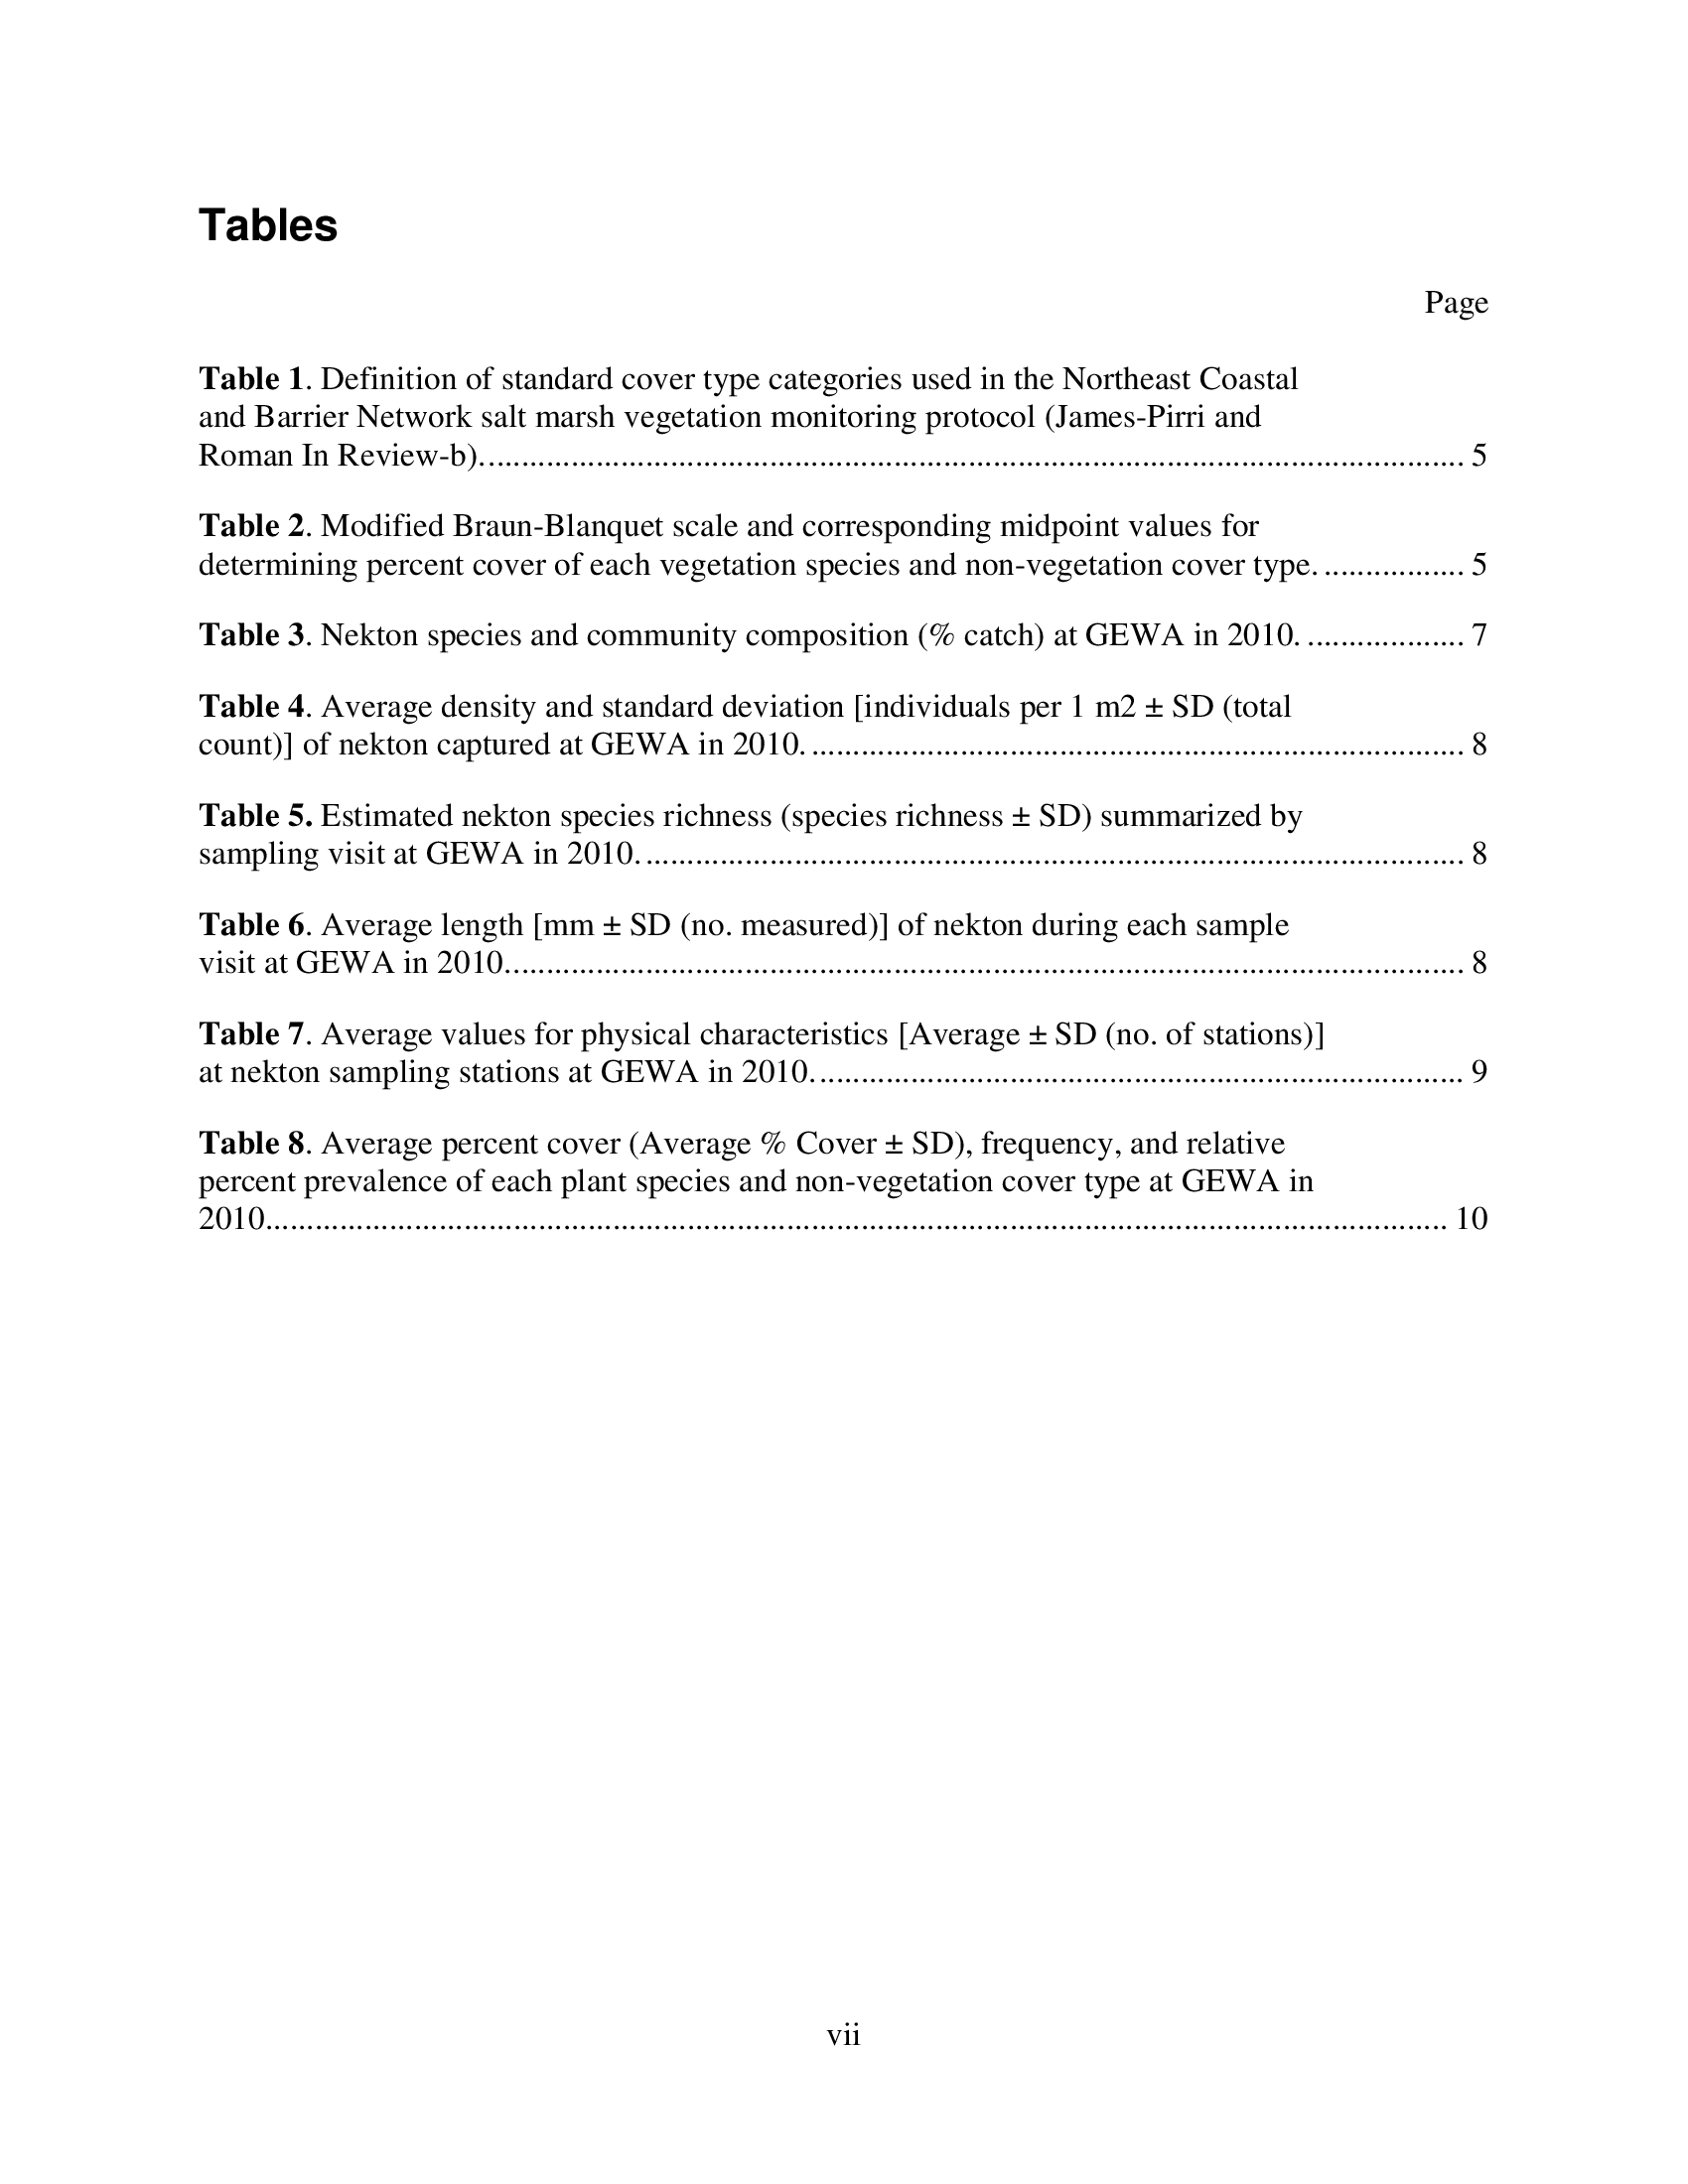 Tables
Page
Table 1. Definition of standard cover type categories used in the Northeast Coastal
and Barrier Network salt marsh vegetation monitoring protocol (James-Pirri and
Roman In Review-b)........................................................................................................................ 5
Table 2. Modified Braun-Blanquet scale and corresponding midpoint values for
determining percent cover of each vegetation species and non-vegetation cover type. ................. 5
Table 3. Nekton species and community composition (% catch) at GEWA in 2010. ................... 7
Table 4. Average density and standard deviation [individuals per 1 m2 ± SD (total
count)] of nekton captured at GEWA in 2010. ............................................................................... 8
Table 5. Estimated nekton species richness (species richness ± SD) summarized by
sampling visit at GEWA in 2010. ................................................................................................... 8
Table 6. Average length [mm ± SD (no. measured)] of nekton during each sample
visit at GEWA in 2010.................................................................................................................... 8
Table 7. Average values for physical characteristics [Average ± SD (no. of stations)]
at nekton sampling stations at GEWA in 2010. .............................................................................. 9
Table 8. Average percent cover (Average % Cover ± SD), frequency, and relative
percent prevalence of each plant species and non-vegetation cover type at GEWA in
2010............................................................................................................................................... 10
vii